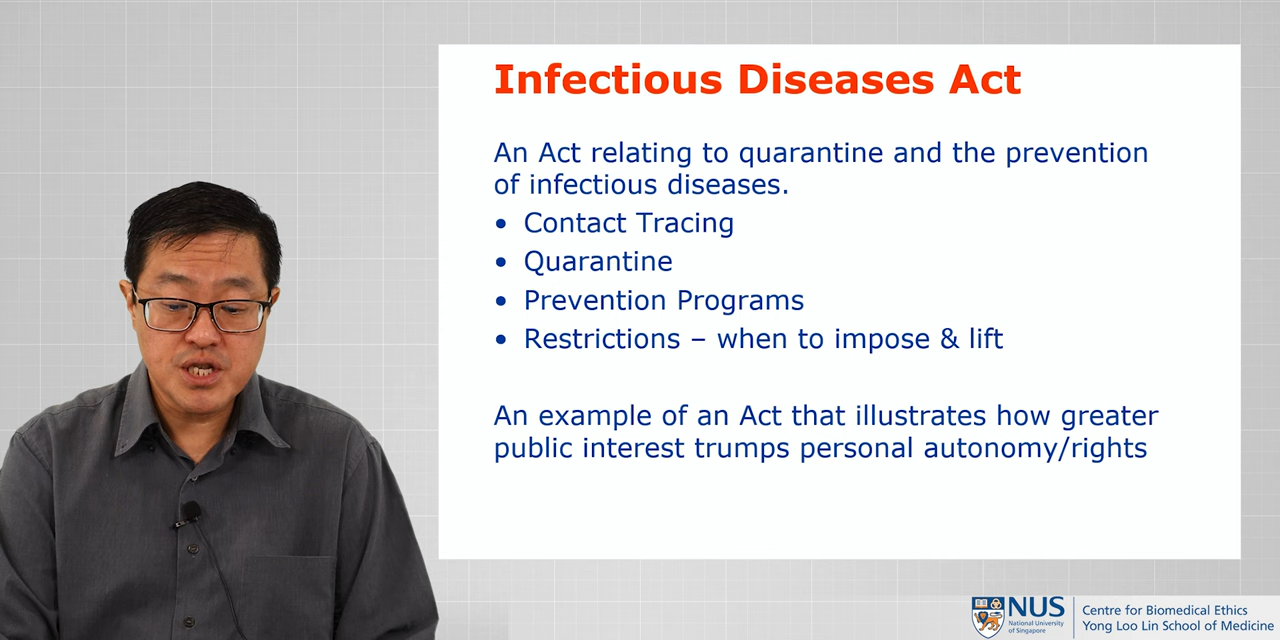 Infectious Diseases Act
An Act relating to quarantine and the prevention
of infectious diseases.
• Contact Tracing
• Quarantine
• Prevention Programs
• Restrictions – when to impose & lift
An example of an Act that illustrates how greater
public interest trumps personal autonomy/rights
NUS
National University
of Singapore
Centre for Biomedical Ethics
Yong Loo Lin School of Medicine